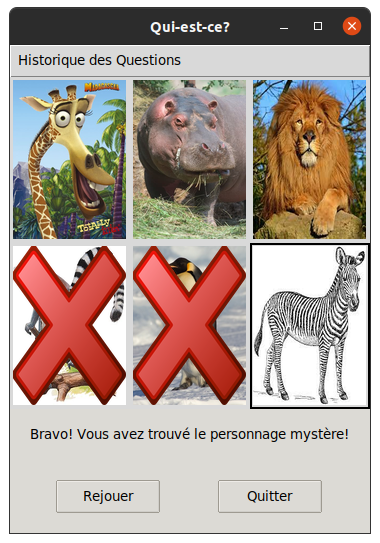 Qui-est-ce?
Historique des Questions
Madagascar
TOTALLY
Bravo! Vous avez trouvé le personnage mystère!
Rejouer
Quitter